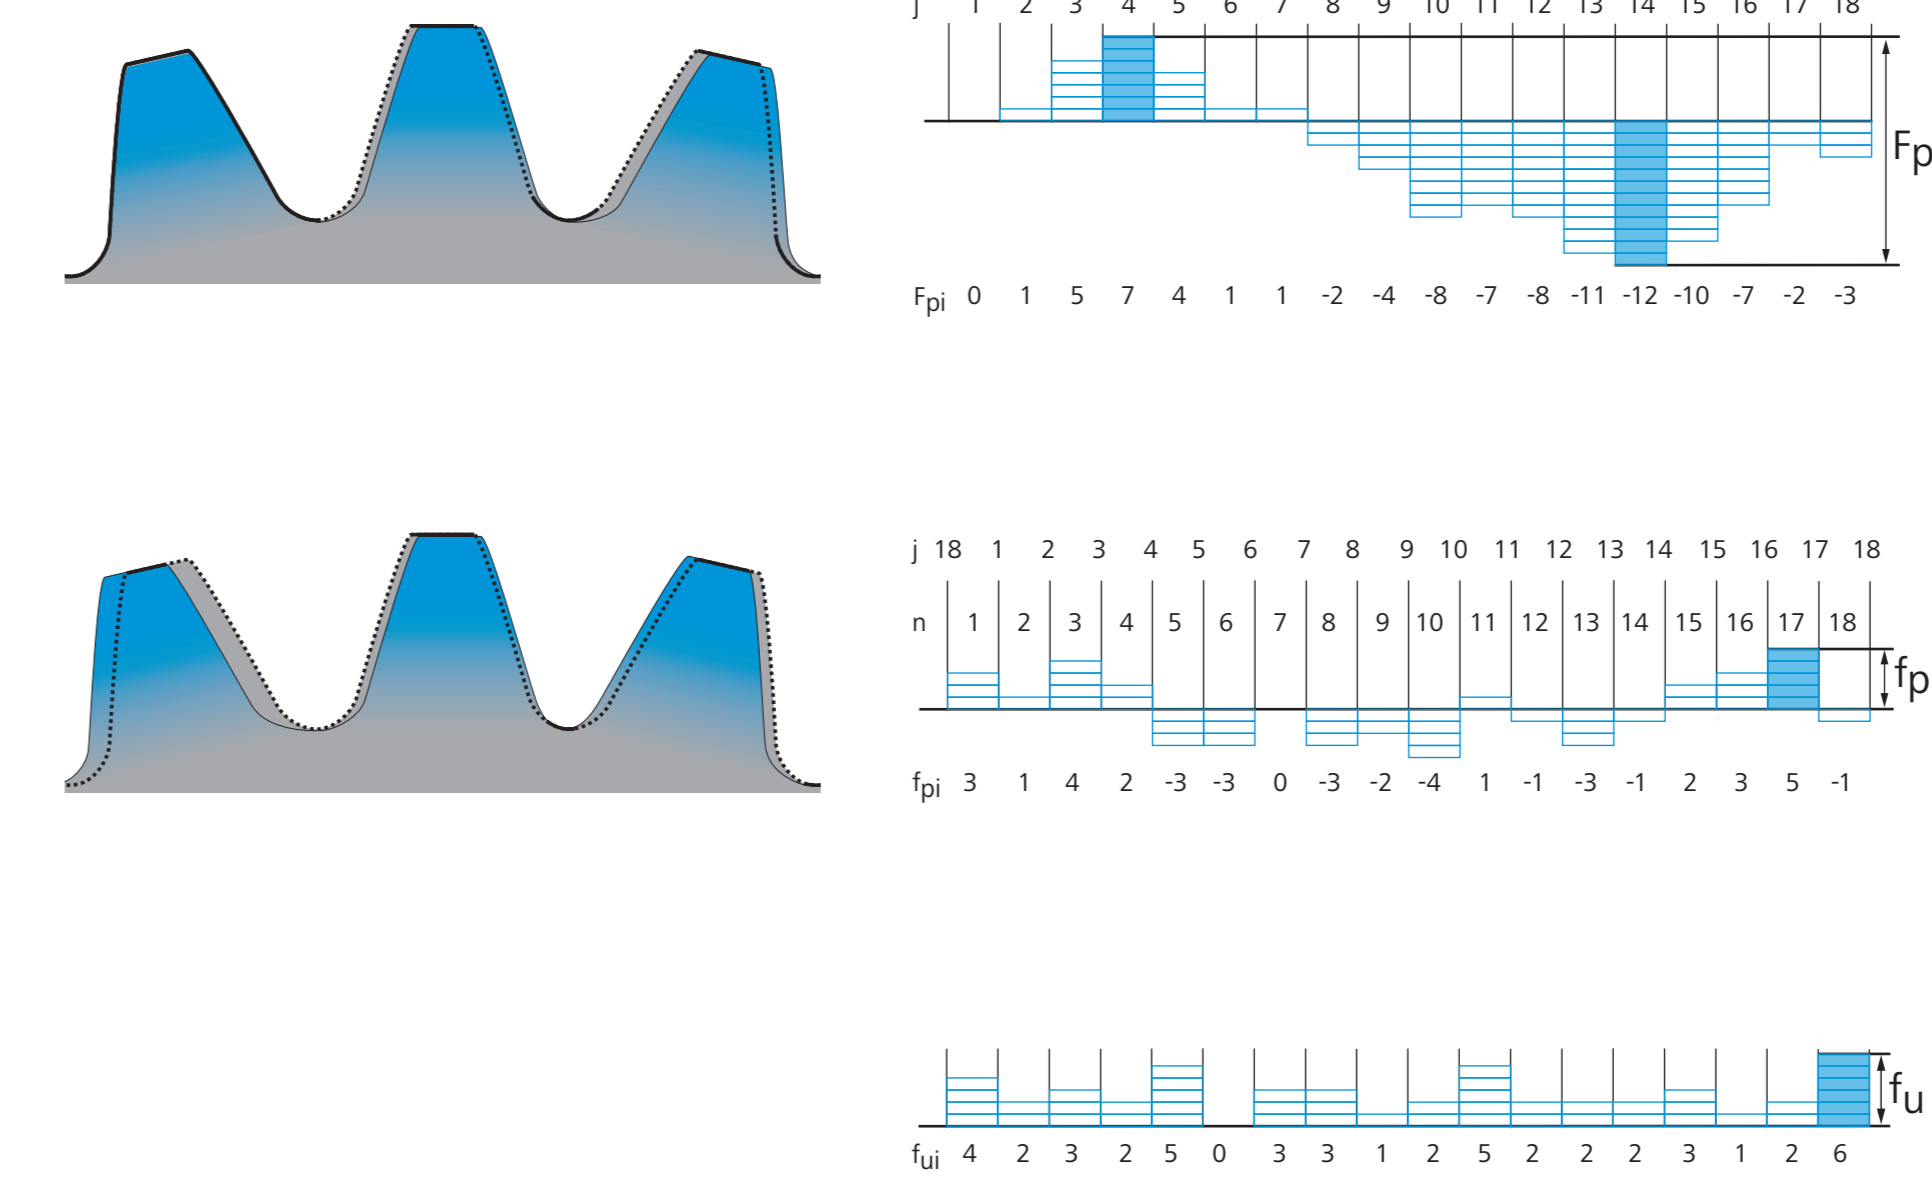 j 1 2 3 4 5 6 7 8 9 10 11 12 13 14 15 16 17 18
Fp
Fpi 0 1 5 7 4 1 1 -2 -4 -8 -7 -8 -11 -12 -10 -7 -2 -3
j 18 1 2 3 4 5 6 7 8 9 10 11 12 13 14 15 16 17 18
n 1 2 3 4 5 6 7 8 9 10 11 12 13 14 15 16 17 18
fp
fpi 3 1 4 2 -3 -3 0 -3 -2 -4 1 -1 -3 -1 2 3 5 -1
fu
fui 4 2 3 2 5 0 3 3 1 2 5 2 2 2 3 1 2 6